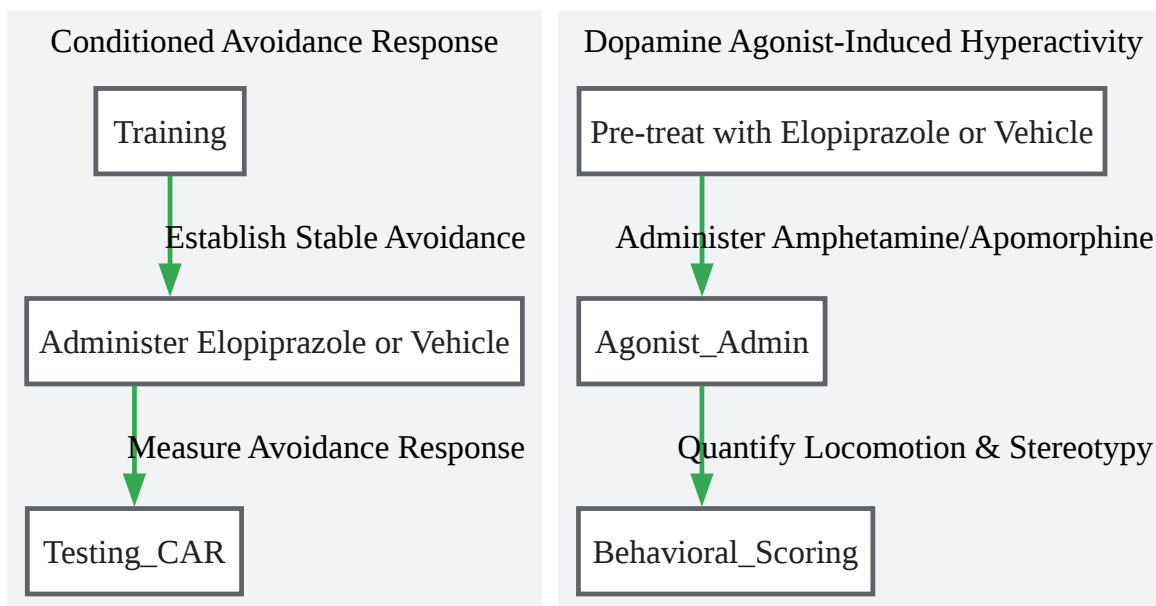 Conditioned Avoidance Response
Training
Establish Stable Avoidance
Administer Elopiprazole or Vehicle
Measure Avoidance Response
Testing_CAR
Dopamine Agonist-Induced Hyperactivity
Pre-treat with Elopiprazole or Vehicle
Administer Amphetamine/Apomorphine
Agonist_Admin
Quantify Locomotion & Stereotypy
Behavioral_Scoring